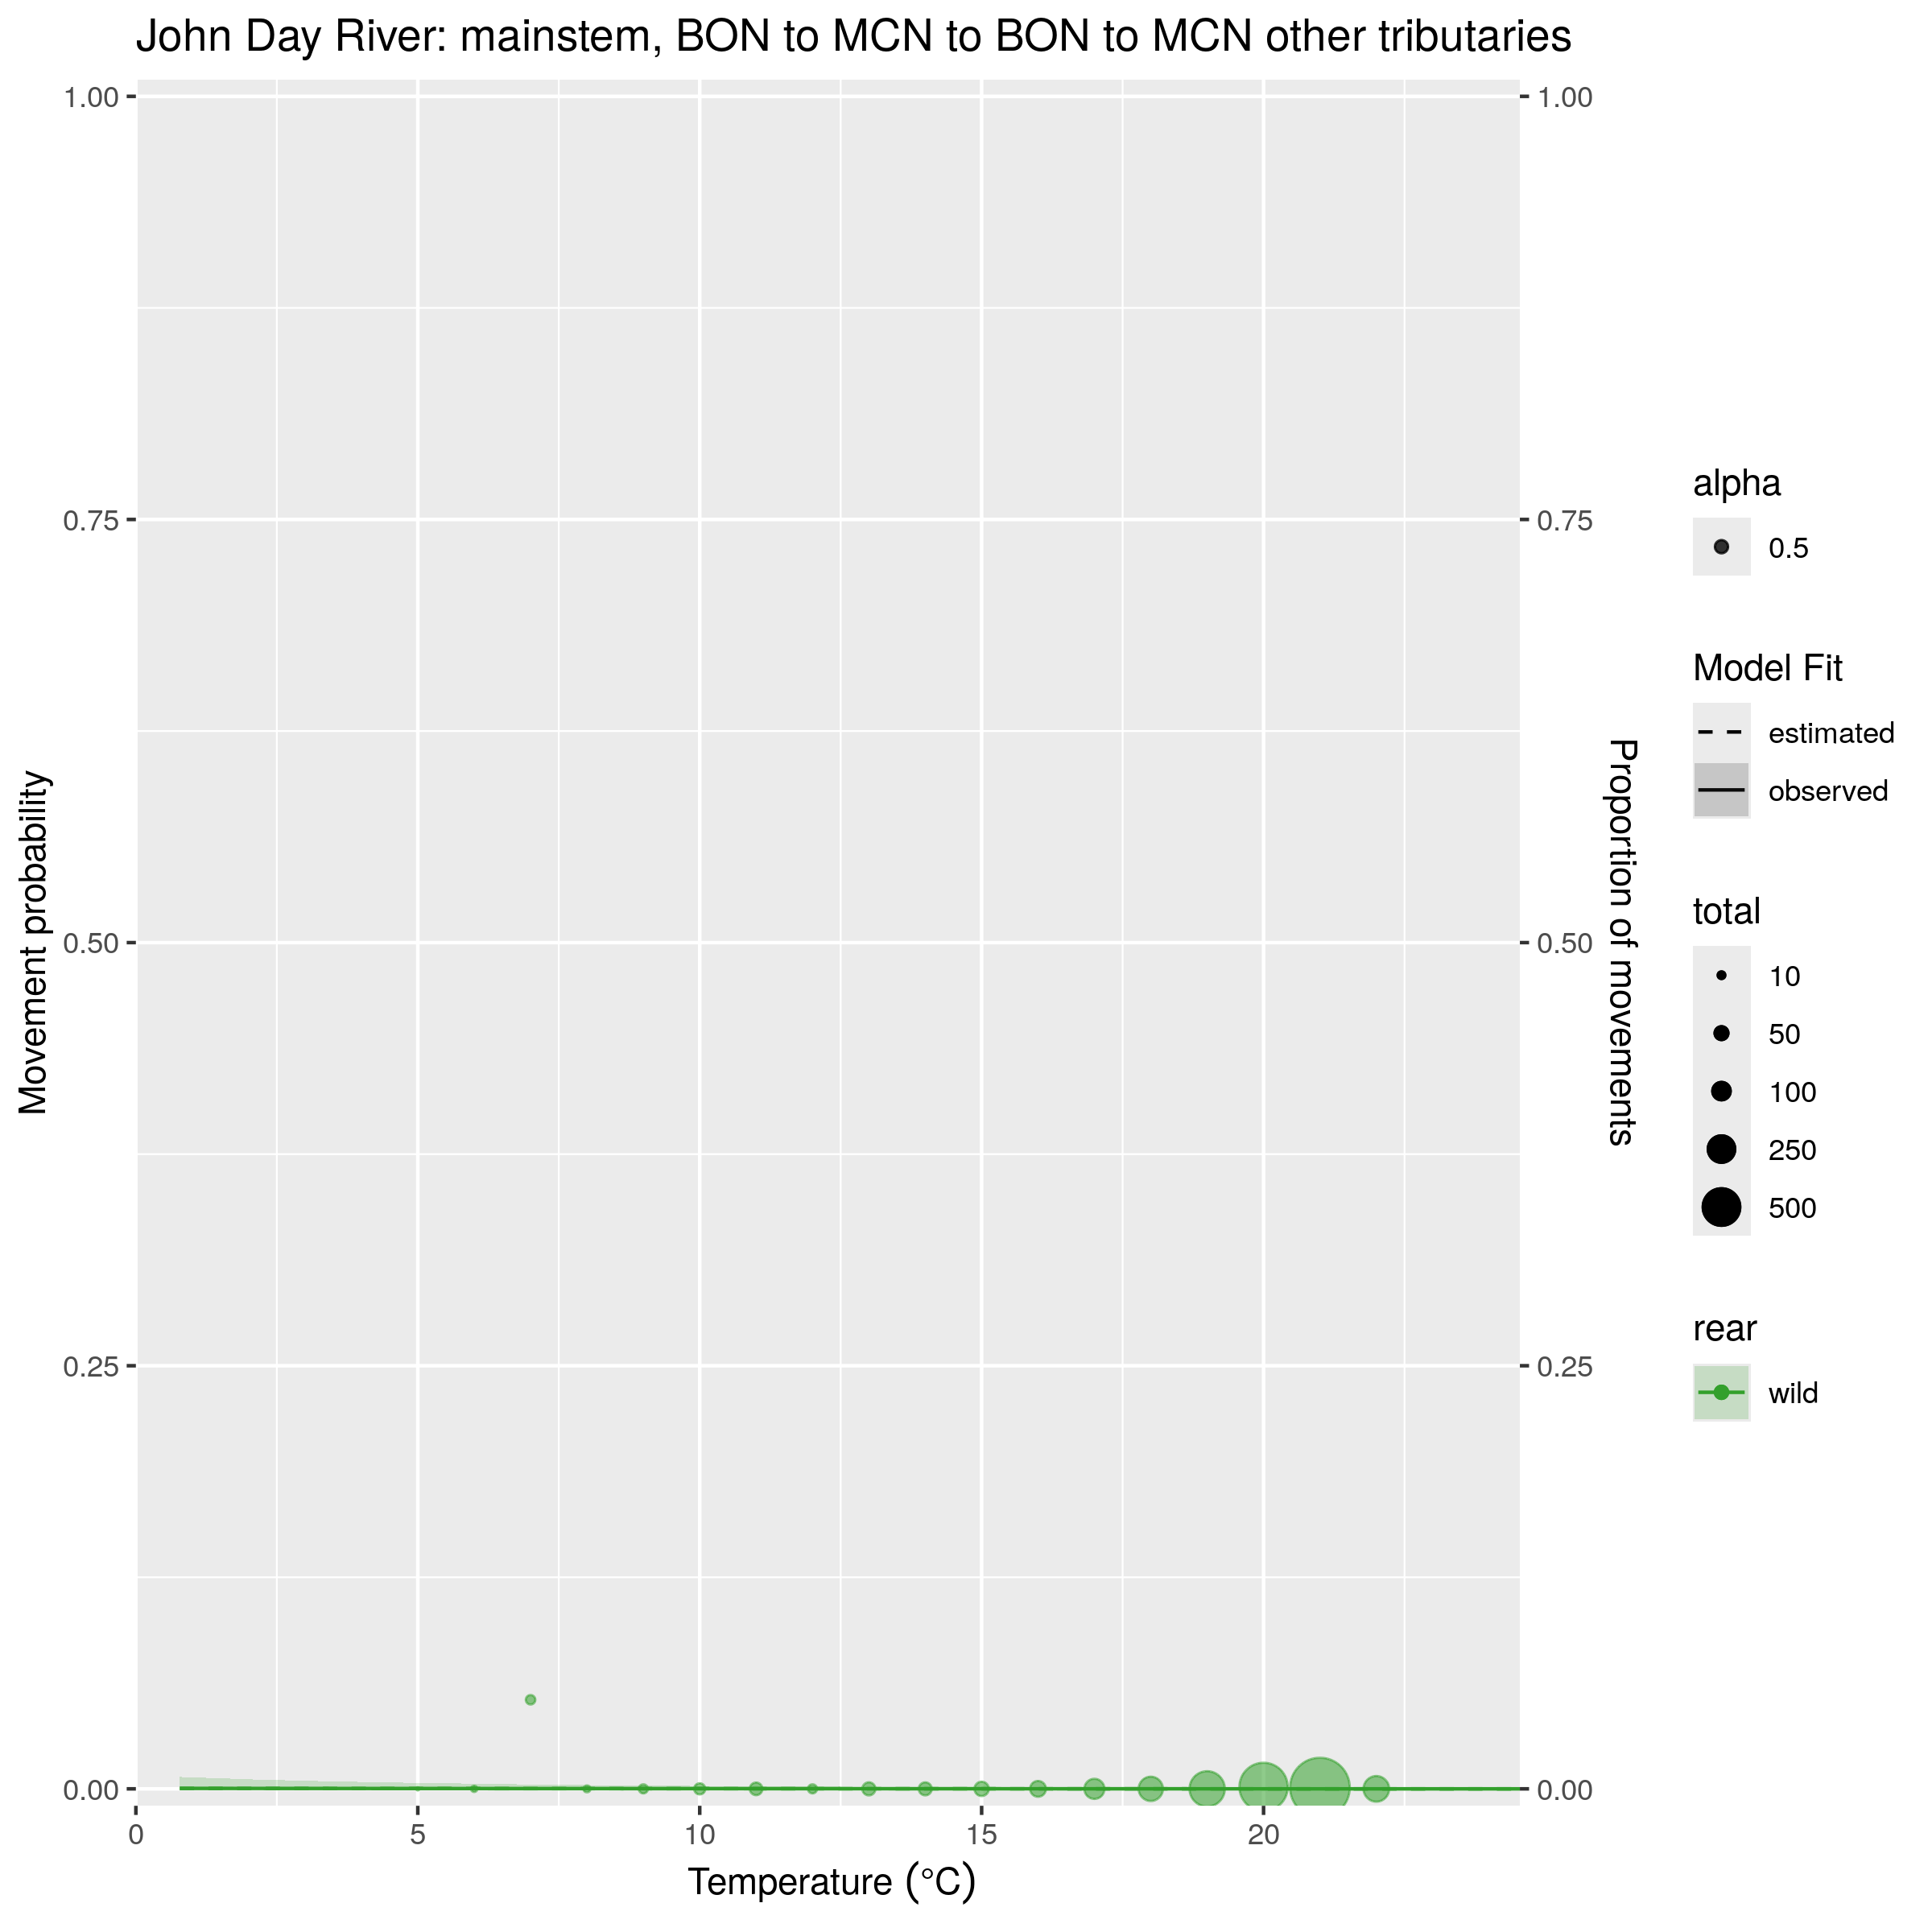 John Day River: mainstem, BON to MCN to BON to MCN other tributaries
1.00
0.75
0.50
0.25
0.00
Movement probability
0
5
10
15
20
Temperature (°C)
1.00
0.75
0.50
0.25
0.00
Proportion of movements
alpha
0.5
Model Fit
estimated
observed
total
10
50
100
250
500
rear
wild